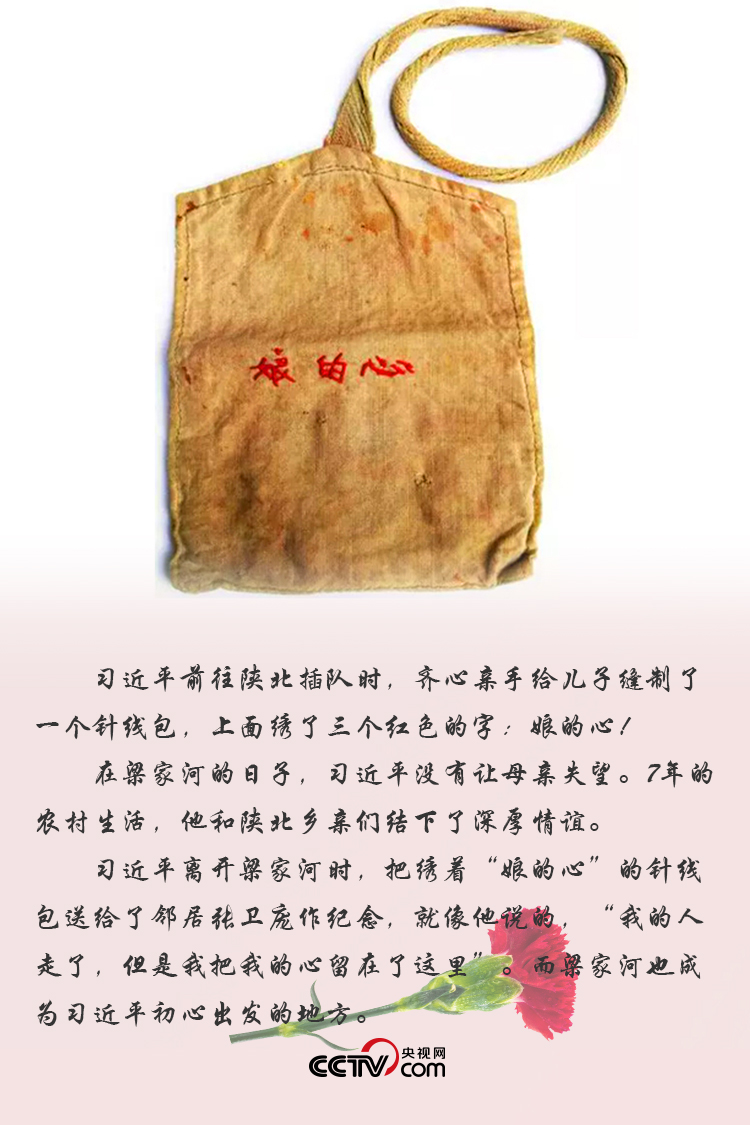 娘的心
习近平前往陕北插队时，齐心亲手给儿子缝制了
一个针线包，上面绣了三个红色的字：娘的心！
在梁家河的日子，习近平没有让母亲失望。7年的
农村生活，他和陕北乡亲们结下了深厚情谊。
习近平离开梁家河时，把绣着“娘的心”的针线
包送给了邻居张卫庞作纪念，就像他说的，“我的人
走了，但是我把我的心留在了这里”。而梁家河也成
为习近平初心出发的地方。
CCTV.com 央视网